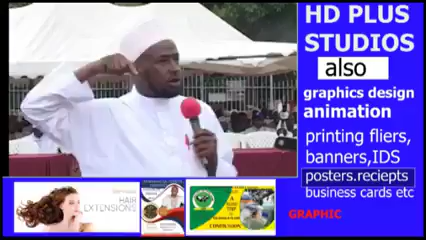 HD PLUS
STUDIOS
also
graphics design
animation
printing fliers,
banners,IDS
posters.reciepts
business cards etc
GRAPHIC
HAIR
EXTENSIONS